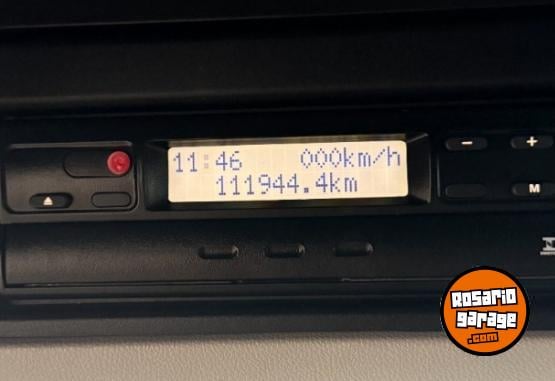 11:46 000km/h
111944.4km
- +
M
Rosario
garage
.com